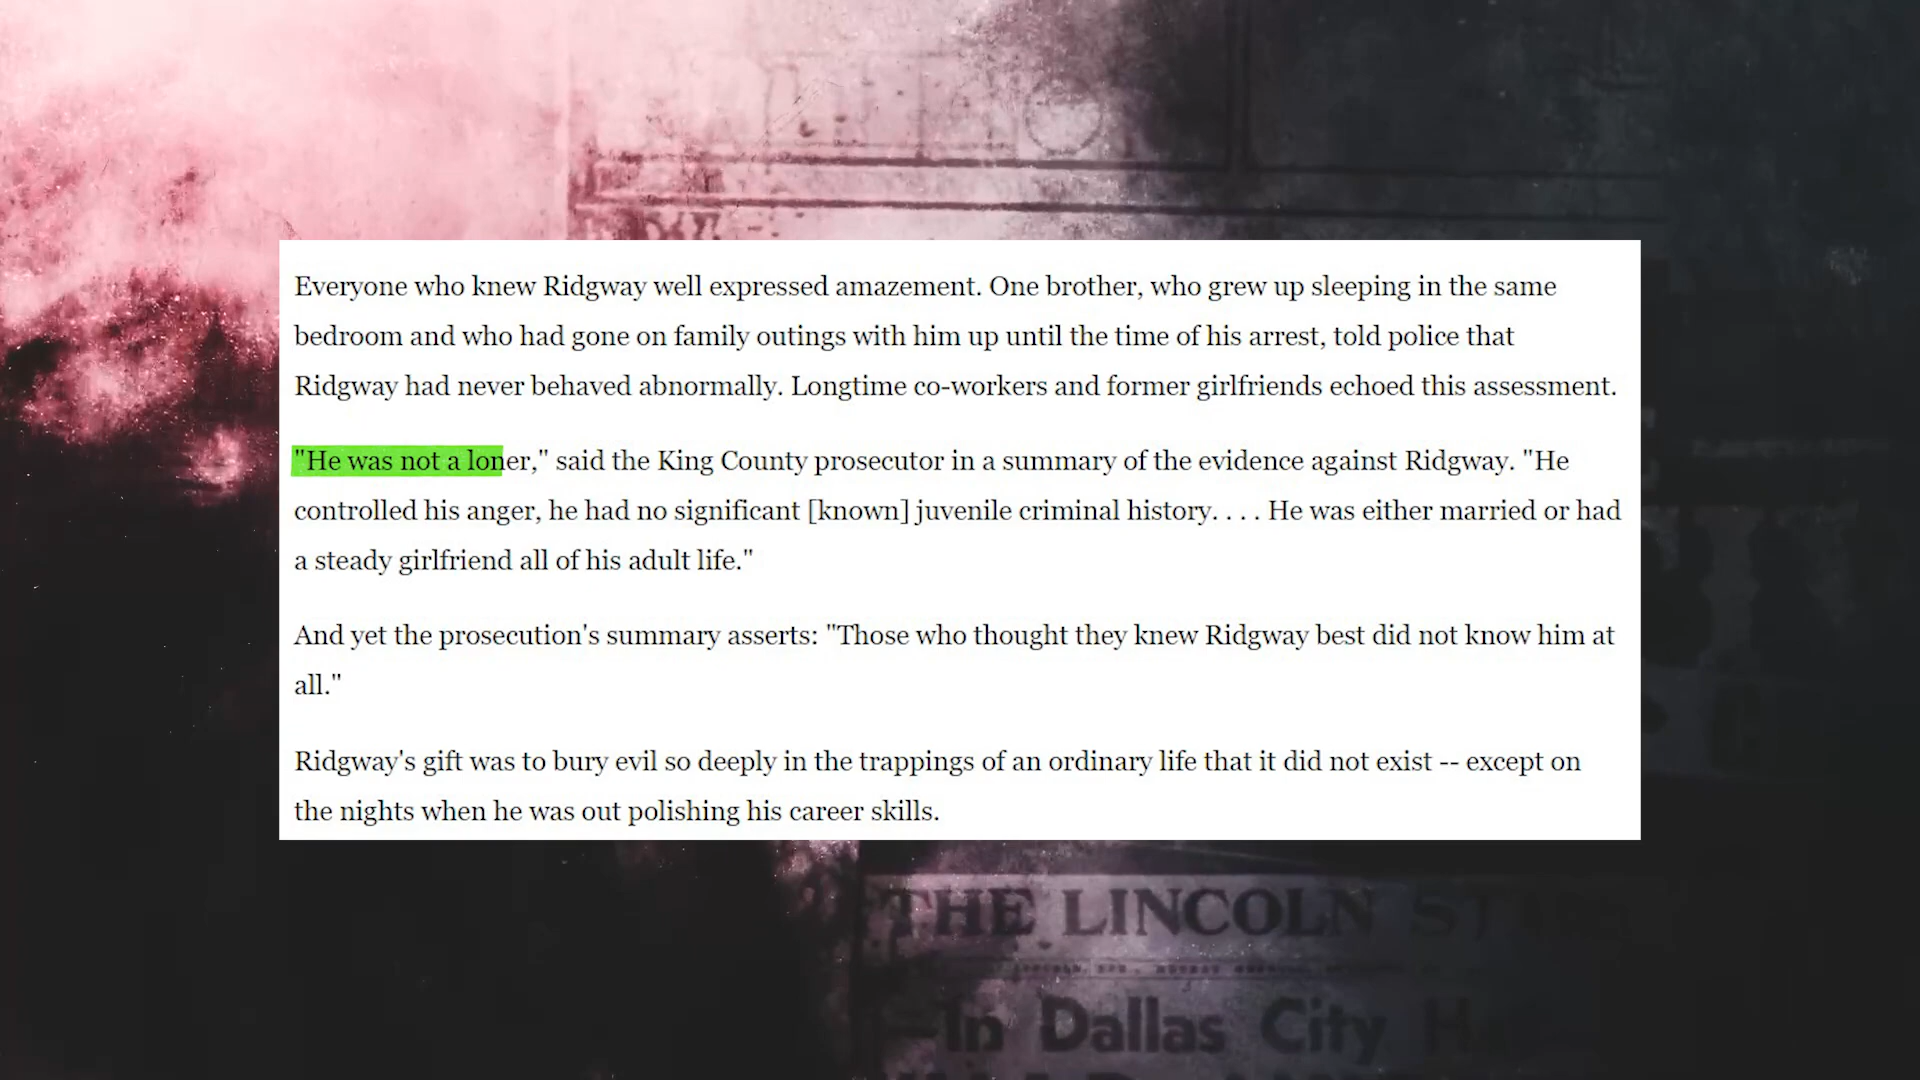 Everyone who knew Ridgway well expressed amazement. One brother, who grew up sleeping in the same
bedroom and who had gone on family outings with him up until the time of his arrest, told police that
Ridgway had never behaved abnormally. Longtime co-workers and former girlfriends echoed this assessment.
"He was not a loner," said the King County prosecutor in a summary of the evidence against Ridgway. "He
controlled his anger, he had no significant [known] juvenile criminal history. . . . He was either married or had
a steady girlfriend all of his adult life."
And yet the prosecution's summary asserts: "Those who thought they knew Ridgway best did not know him at
all."
Ridgway's gift was to bury evil so deeply in the trappings of an ordinary life that it did not exist -- except on
the nights when he was out polishing his career skills.
THE LINCOLN
In Dallas City